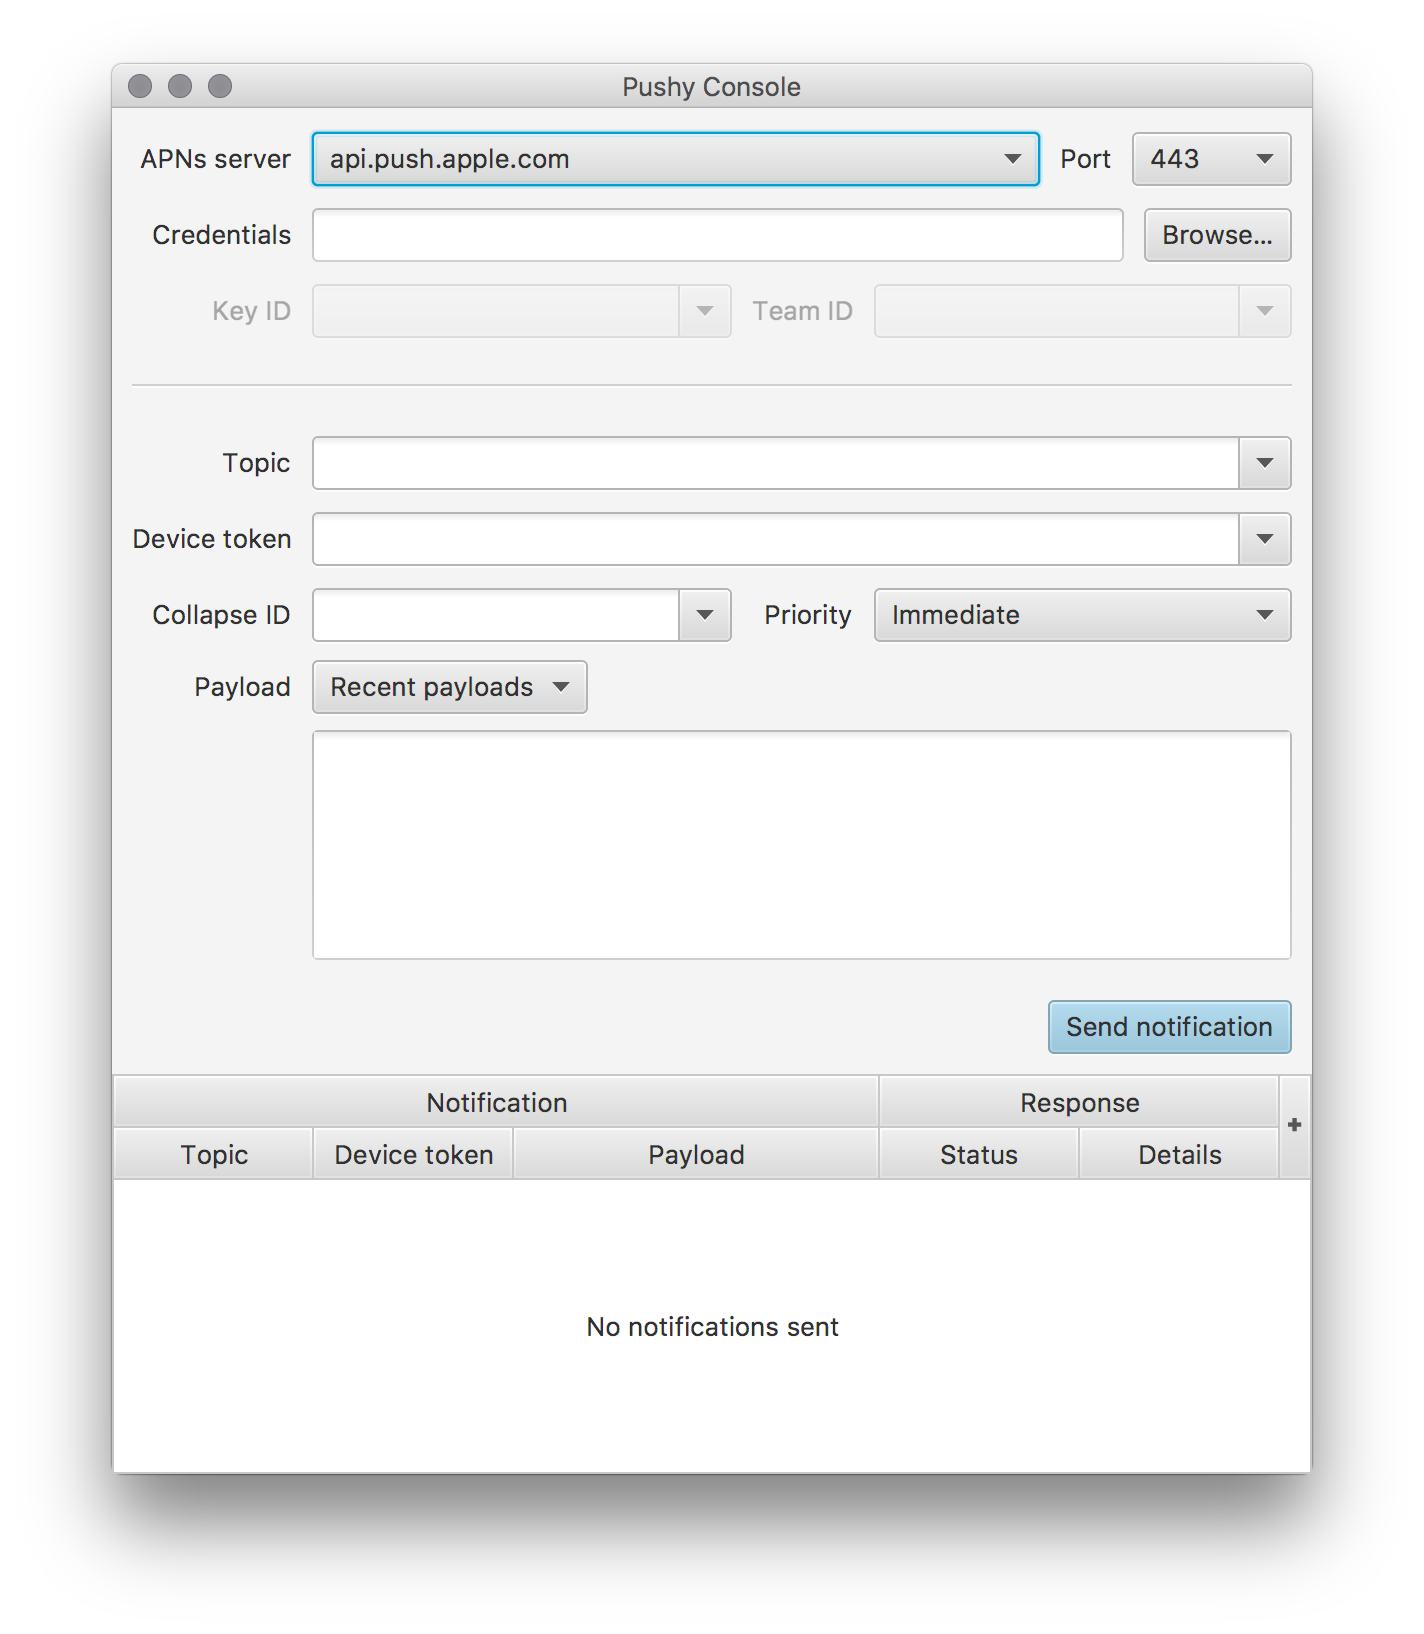 Pushy Console
APNs server api.push.apple.com Port 443
Credentials Browse...
Key ID Team ID
Topic
Device token
Collapse ID Priority Immediate
Payload Recent payloads
Send notification
Notification Response +
Topic Device token Payload Status Details
No notifications sent